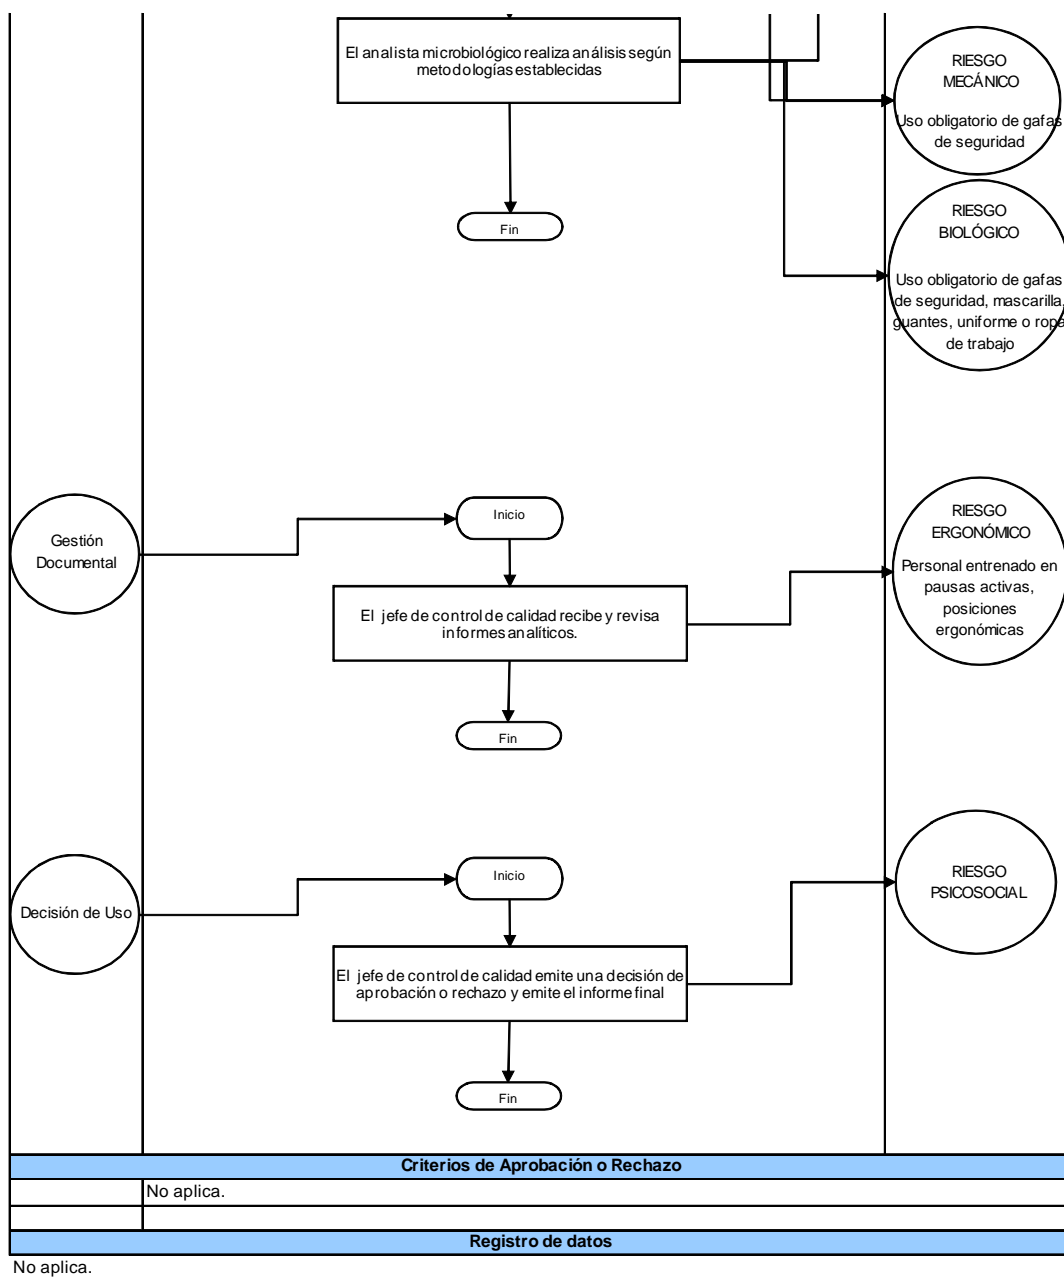 El analista microbiológico realiza análisis según
metodologías establecidas
RIESGO
MECÁNICO
Uso obligatorio de gafas
de seguridad
Fin
RIESGO
BIOLÓGICO
Uso obligatorio de gafas
de seguridad, mascarilla,
guantes, uniforme o ropa
de trabajo
Gestión
Documental
Inicio
El jefe de control de calidad recibe y revisa
informes analíticos.
Fin
RIESGO
ERGONÓMICO
Personal entrenado en
pausas activas,
posiciones
ergonómicas
Decisión de Uso
Inicio
El jefe de control de calidad emite una decisión de
aprobación o rechazo y emite el informe final
Fin
RIESGO
PSICOSOCIAL
Criterios de Aprobación o Rechazo
No aplica.
Registro de datos
No aplica.